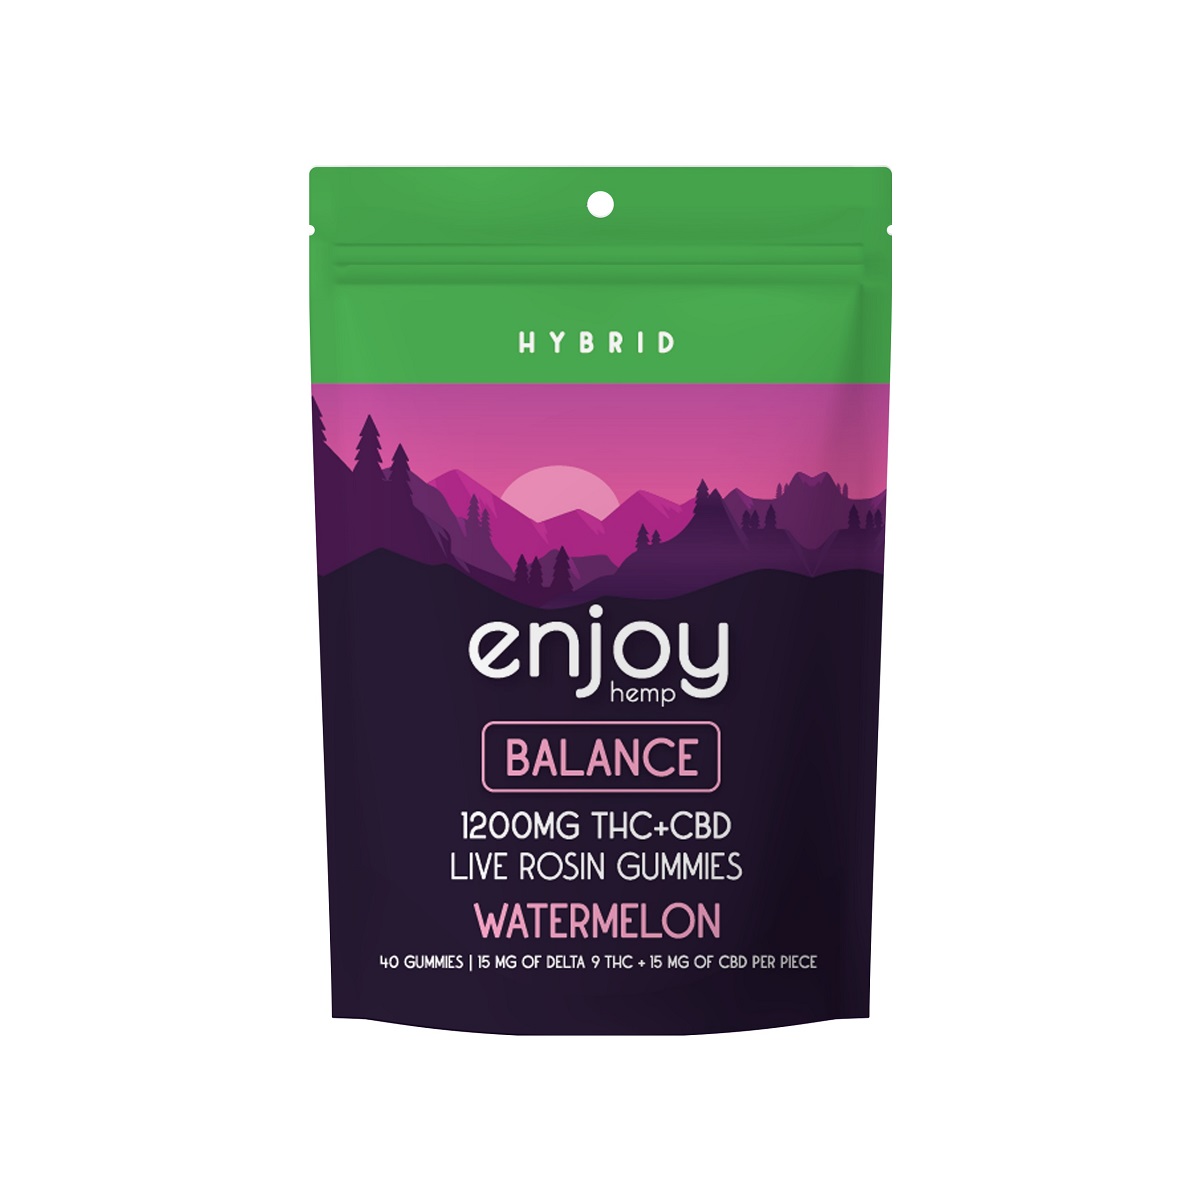 HYBRID
enjoy
hemp
BALANCE
1200MG THC+CBD
LIVE ROSIN GUMMIES
WATERMELON
40 GUMMIES | 15 MG OF DELTA 9 THC + 15 MG OF CBD PER PIECE